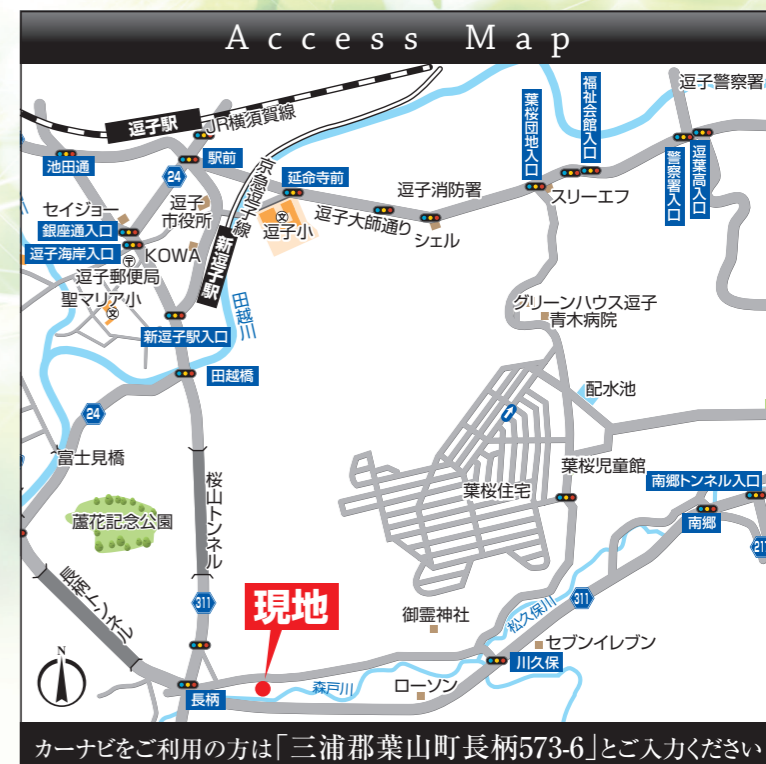 Access Map
逗子警察署
福祉会館入口
葉桜団地入口
逗子駅
JR横須賀線
池田通
駅前
24
京急逗子線
延命寺前
逗子消防署
スリーエフ
警察署入口
逗葉高入口
セイジョー
逗子
市役所
逗子小
逗子大師通り
シェル
銀座通入口
逗子海岸入口
KOWA
新逗子駅
逗子郵便局
聖マリア小
田越川
グリーンハウス逗子
青木病院
新逗子駅入口
田越橋
配水池
24
富士見橋
桜山トンネル
葉桜児童館
葉桜住宅
南郷トンネル入口
蘆花記念公園
南郷
長柄トンネル
311
現地
御霊神社
松久保川
311
セブンイレブン
川久保
N
長柄
森戸川
ローソン
カーナビをご利用の方は「三浦郡葉山町長柄573-6」とご入力ください